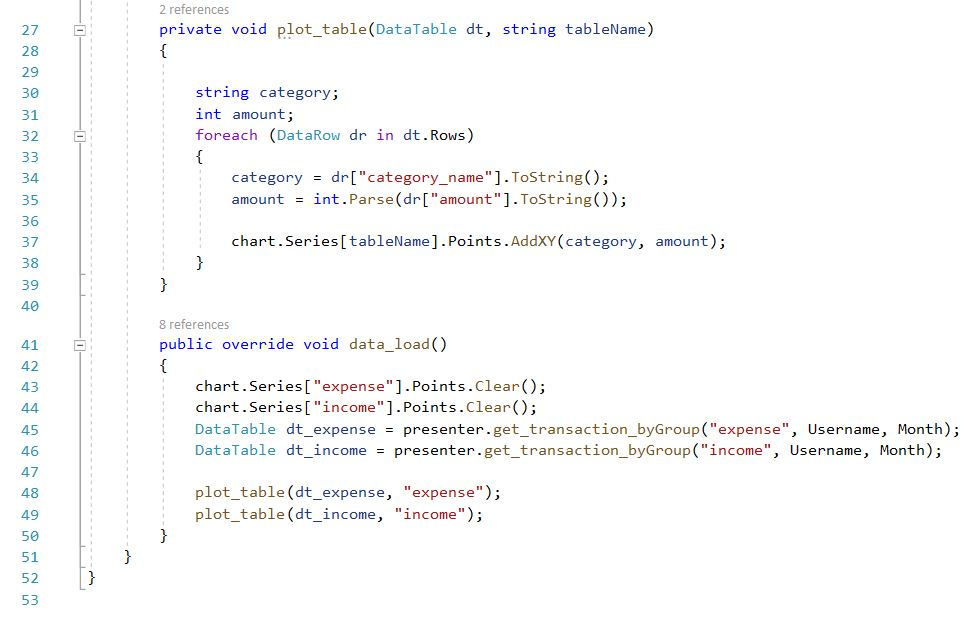 2 references
27 private void plot_table(DataTable dt, string tableName)
28 {
29
30 string category;
31 int amount;
32 foreach (DataRow dr in dt.Rows)
33 {
34 category = dr["category_name"].ToString();
35 amount = int.Parse(dr["amount"].ToString());
36
37 chart.Series[tableName].Points.AddXY(category, amount);
38 }
39 }
40
8 references
41 public override void data_load()
42 {
43 chart.Series["expense"].Points.Clear();
44 chart.Series["income"].Points.Clear();
45 DataTable dt_expense = presenter.get_transaction_byGroup("expense", Username, Month);
46 DataTable dt_income = presenter.get_transaction_byGroup("income", Username, Month);
47
48 plot_table(dt_expense, "expense");
49 plot_table(dt_income, "income");
50 }
51 }
52 }
53